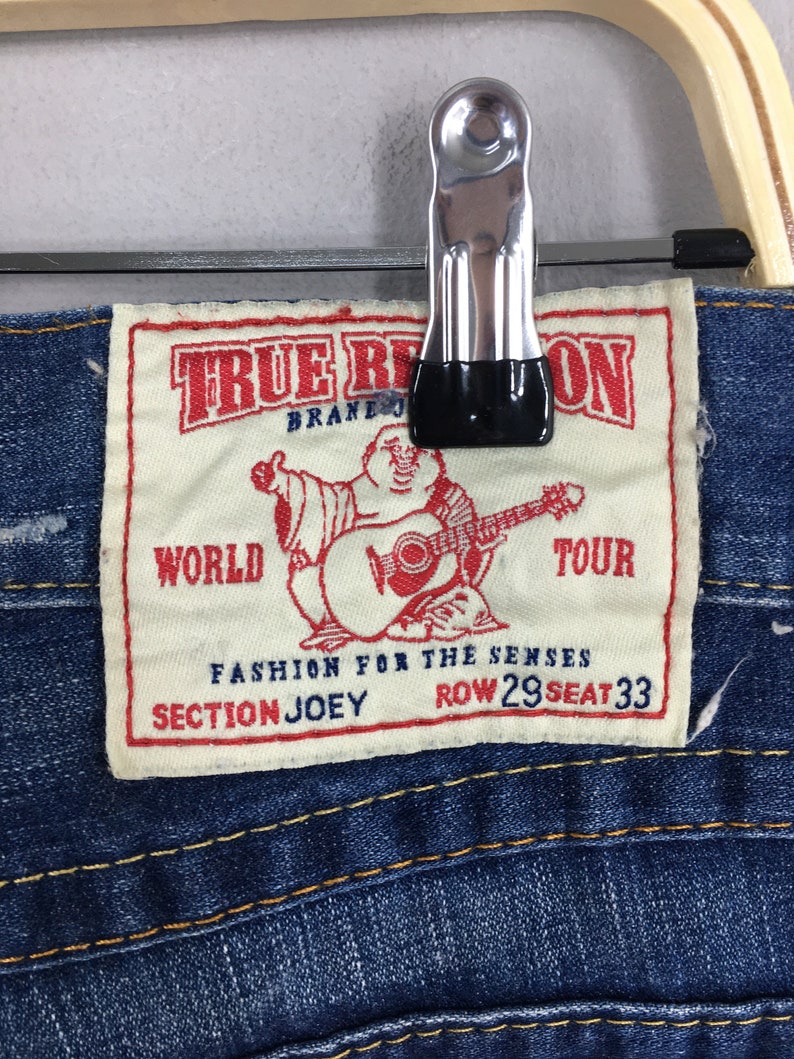 TRUE
BRAND
WORLD TOUR
FASHION FOR THE SENSES
SECTION JOEY ROW 29 SEAT 33